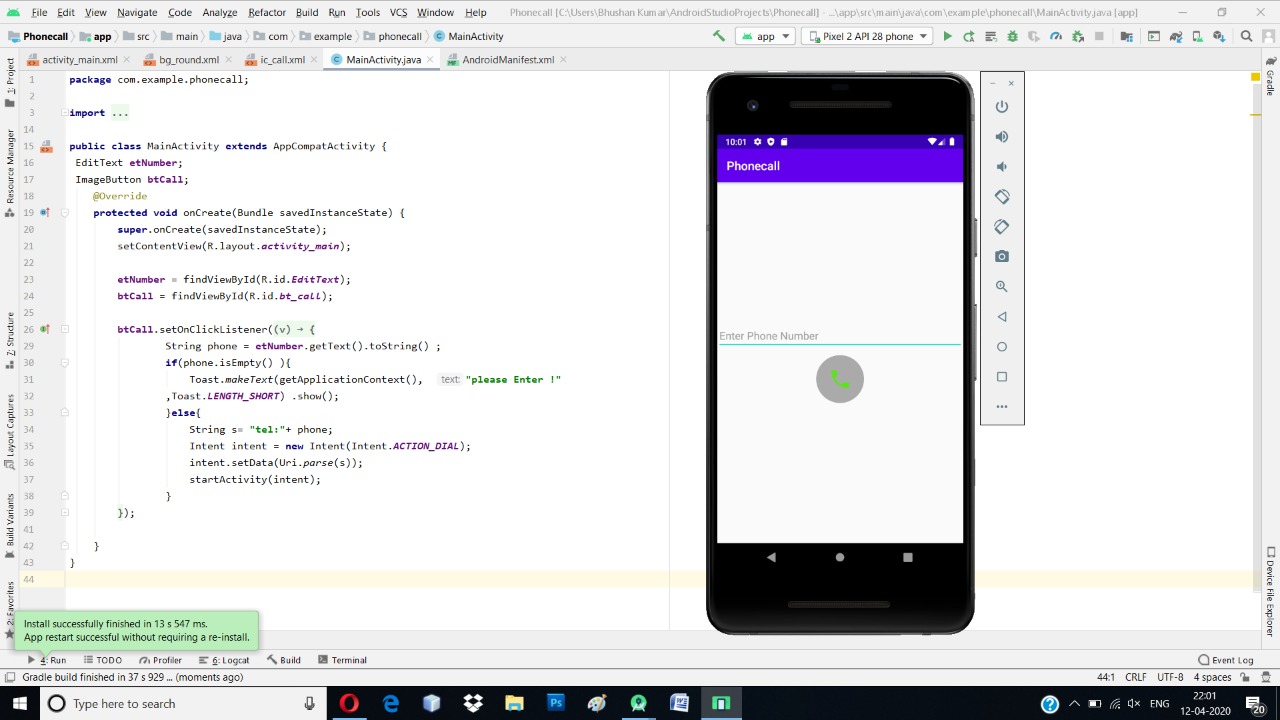 File Edit View Navigate Code Analyze Refactor Build Run Tools VCS Window Help Phonecall [C:\Users\Bhushan Kumar\AndroidStudioProjects\Phonecall] - ...\app\src\main\java\com\example\phonecall\MainActivity.java [app]
Phonecall app src main java com example phonecall MainActivity app Pixel 2 API 28 phone
activity_main.xml bg_round.xml ic_call.xml MainActivity.java AndroidManifest.xml
1: Project
Resource Manager
Z: Structure
Layout Captures
Build Variants
Favorites
1 package com.example.phonecall;
2
3 import ...
14
15 public class MainActivity extends AppCompatActivity {
16 EditText etNumber;
17 ImageButton btCall;
18 @Override
19 protected void onCreate(Bundle savedInstanceState) {
20 super.onCreate(savedInstanceState);
21 setContentView(R.layout.activity_main);
22
23 etNumber = findViewById(R.id.EditText);
24 btCall = findViewById(R.id.bt_call);
25
26 btCall.setOnClickListener((v) → {
29 String phone = etNumber.getText().toString() ;
30 if(phone.isEmpty() ){
31 Toast.makeText(getApplicationContext(), text: "please Enter !"
32 ,Toast.LENGTH_SHORT) .show();
33 }else{
34 String s= "tel:"+ phone;
35 Intent intent = new Intent(Intent.ACTION_DIAL);
36 intent.setData(Uri.parse(s));
37 startActivity(intent);
38 }
39 });
41
42 }
43 }
44
10:01
Phonecall
Enter Phone Number
Gradle
Device File Explorer
Install successfully finished in 13 s 547 ms.
App restart successful without requiring a re-install.
4: Run TODO Profiler 6: Logcat Build Terminal Event Log
Gradle build finished in 37 s 929 ... (moments ago) 44:1 CRLF UTF-8 4 spaces
Type here to search ENG 22:01
12-04-2020 20